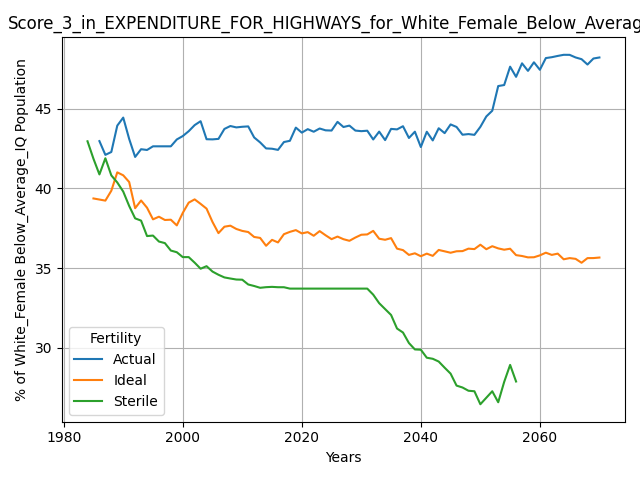 Score_3_in_EXPENDITURE_FOR_HIGHWAYS_for_White_Female_Below_Averag
% of White_Female Below_Average_IQ Population
45
40
35
30
Fertility
Actual
Ideal
Sterile
1980 2000 2020 2040 2060
Years